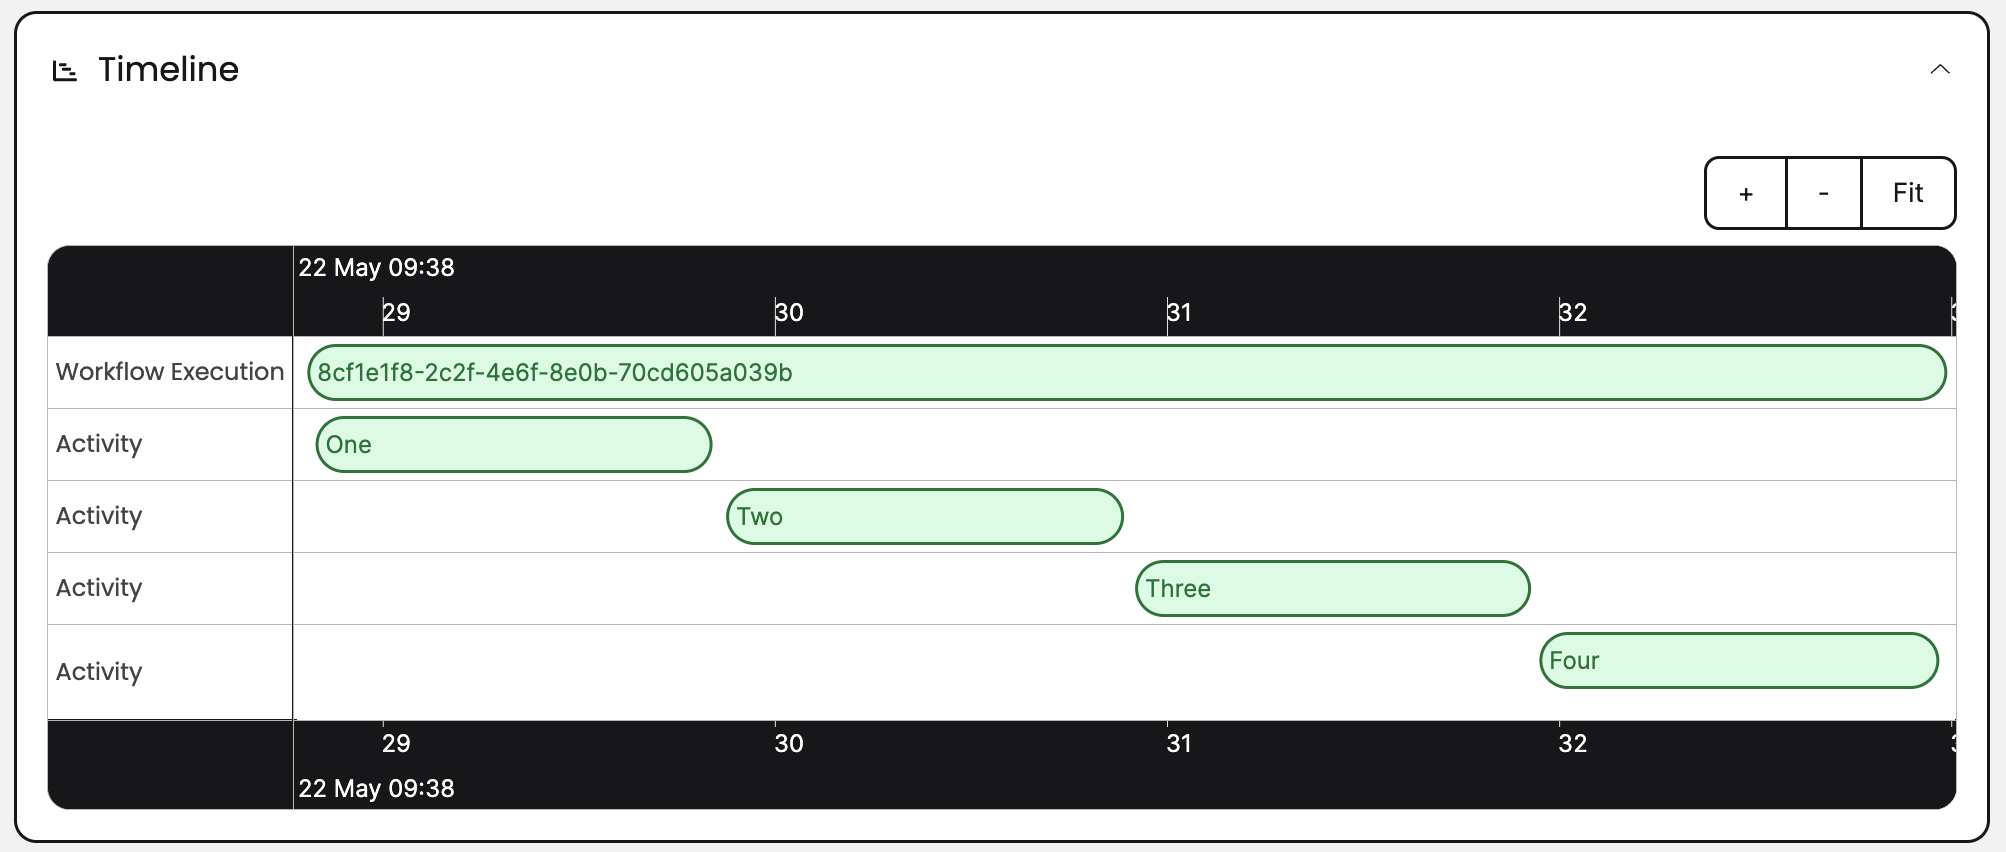 Timeline
+ - Fit
22 May 09:38
29 30 31 32
Workflow Execution 8cf1e1f8-2c2f-4e6f-8e0b-70cd605a039b
Activity One
Activity Two
Activity Three
Activity Four
29 30 31 32
22 May 09:38